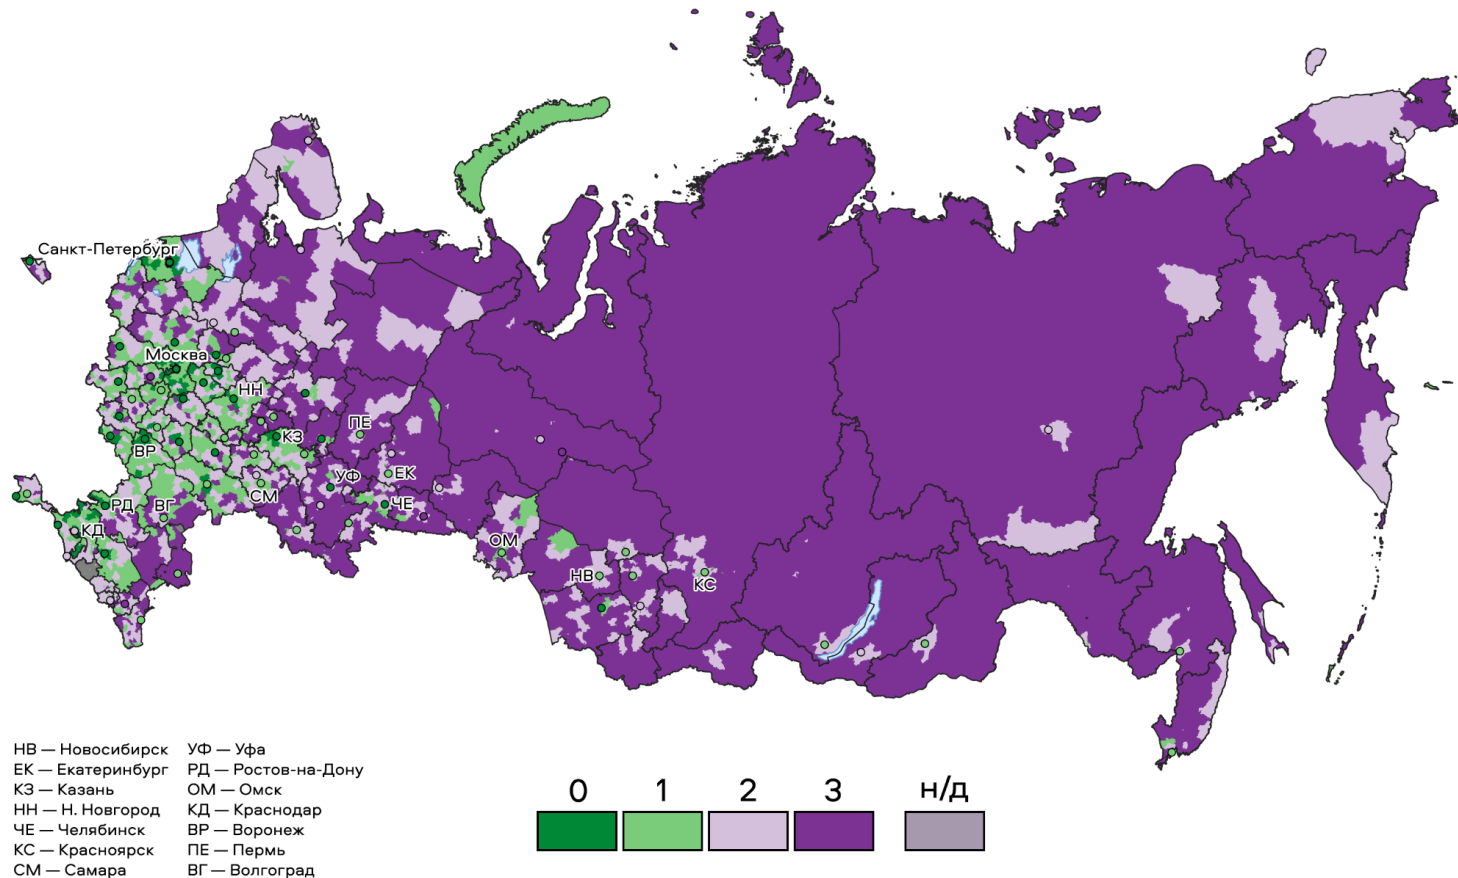 Санкт-Петербург
Москва
НН
ПЕ
КЗ
ВР
УФ
ЕК
СМ
ЧЕ
РД
ВГ
КД
ОМ
НВ
КС
НВ — Новосибирск
ЕК — Екатеринбург
КЗ — Казань
НН — Н. Новгород
ЧЕ — Челябинск
КС — Красноярск
СМ — Самара
УФ — Уфа
РД — Ростов-на-Дону
ОМ — Омск
КД — Краснодар
ВР — Воронеж
ПЕ — Пермь
ВГ — Волгоград
0 1 2 3 н/д